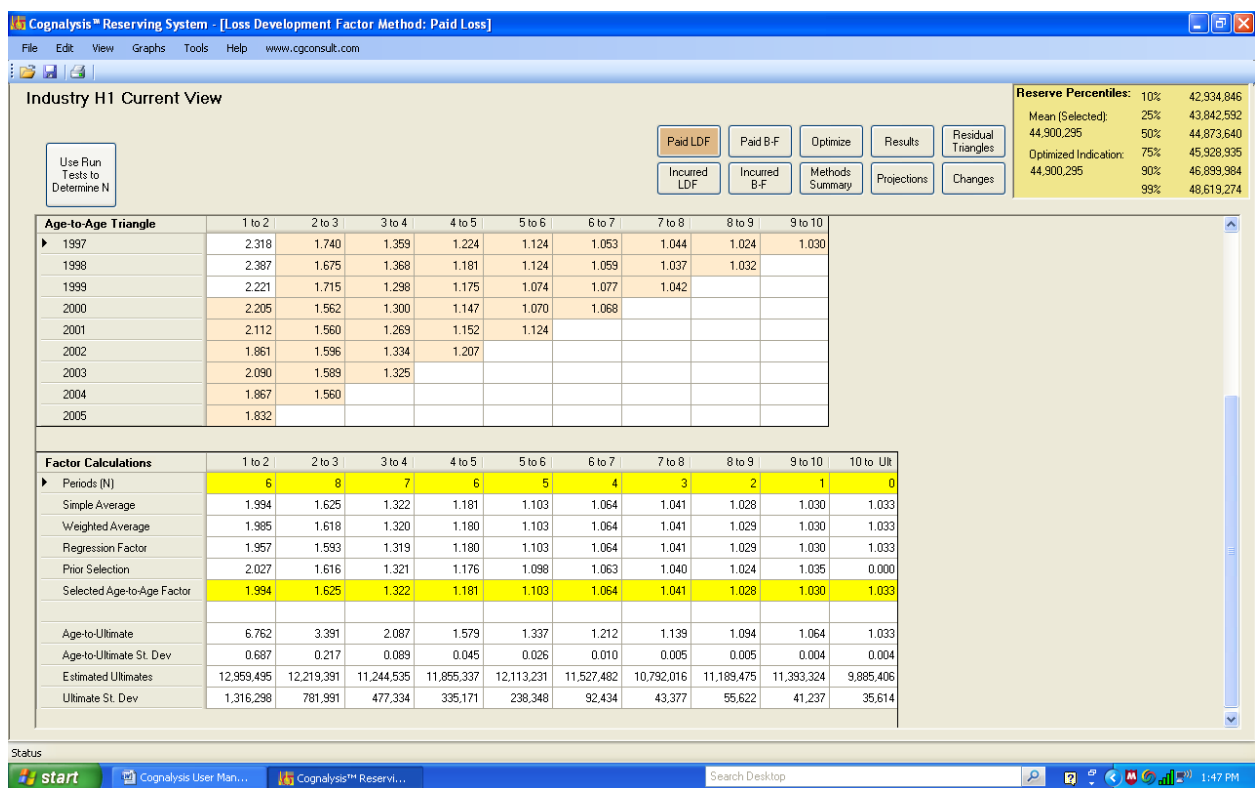 Cognalysis™ Reserving System - [Loss Development Factor Method: Paid Loss]
File Edit View Graphs Tools Help www.cgconsult.com
Industry H1 Current View
Use Run Tests to Determine N
Paid LDF Paid B-F Optimize Results Residual Triangles
Incurred LDF Incurred B-F Methods Summary Projections Changes
Reserve Percentiles: 10% 42,934,846
Mean (Selected): 25% 43,842,592
44,900,295 50% 44,873,640
Optimized Indication: 75% 45,928,935
44,900,295 90% 46,899,984
99% 48,619,274
Age-to-Age Triangle 1 to 2 2 to 3 3 to 4 4 to 5 5 to 6 6 to 7 7 to 8 8 to 9 9 to 10
1997 2.318 1.740 1.359 1.224 1.124 1.053 1.044 1.024 1.030
1998 2.387 1.675 1.368 1.181 1.124 1.059 1.037 1.032
1999 2.221 1.715 1.298 1.175 1.074 1.077 1.042
2000 2.205 1.562 1.300 1.147 1.070 1.068
2001 2.112 1.560 1.269 1.152 1.124
2002 1.861 1.596 1.334 1.207
2003 2.090 1.589 1.325
2004 1.867 1.560
2005 1.832
Factor Calculations 1 to 2 2 to 3 3 to 4 4 to 5 5 to 6 6 to 7 7 to 8 8 to 9 9 to 10 10 to Ult
Periods (N) 6 8 7 6 5 4 3 2 1 0
Simple Average 1.994 1.625 1.322 1.181 1.103 1.064 1.041 1.028 1.030 1.033
Weighted Average 1.985 1.618 1.320 1.180 1.103 1.064 1.041 1.029 1.030 1.033
Regression Factor 1.957 1.593 1.319 1.180 1.103 1.064 1.041 1.029 1.030 1.033
Prior Selection 2.027 1.616 1.321 1.176 1.098 1.063 1.040 1.024 1.035 0.000
Selected Age-to-Age Factor 1.994 1.625 1.322 1.181 1.103 1.064 1.041 1.028 1.030 1.033
Age-to-Ultimate 6.762 3.391 2.087 1.579 1.337 1.212 1.139 1.094 1.064 1.033
Age-to-Ultimate St. Dev 0.687 0.217 0.089 0.045 0.026 0.010 0.005 0.005 0.004 0.004
Estimated Ultimates 12,959,495 12,219,391 11,244,535 11,855,337 12,113,231 11,527,482 10,792,016 11,189,475 11,393,324 9,885,406
Ultimate St. Dev 1,316,298 781,991 477,334 335,171 238,348 92,434 43,377 55,622 41,237 35,614
Status
start Cognalysis User Man... Cognalysis™ Reservi... Search Desktop 1:47 PM